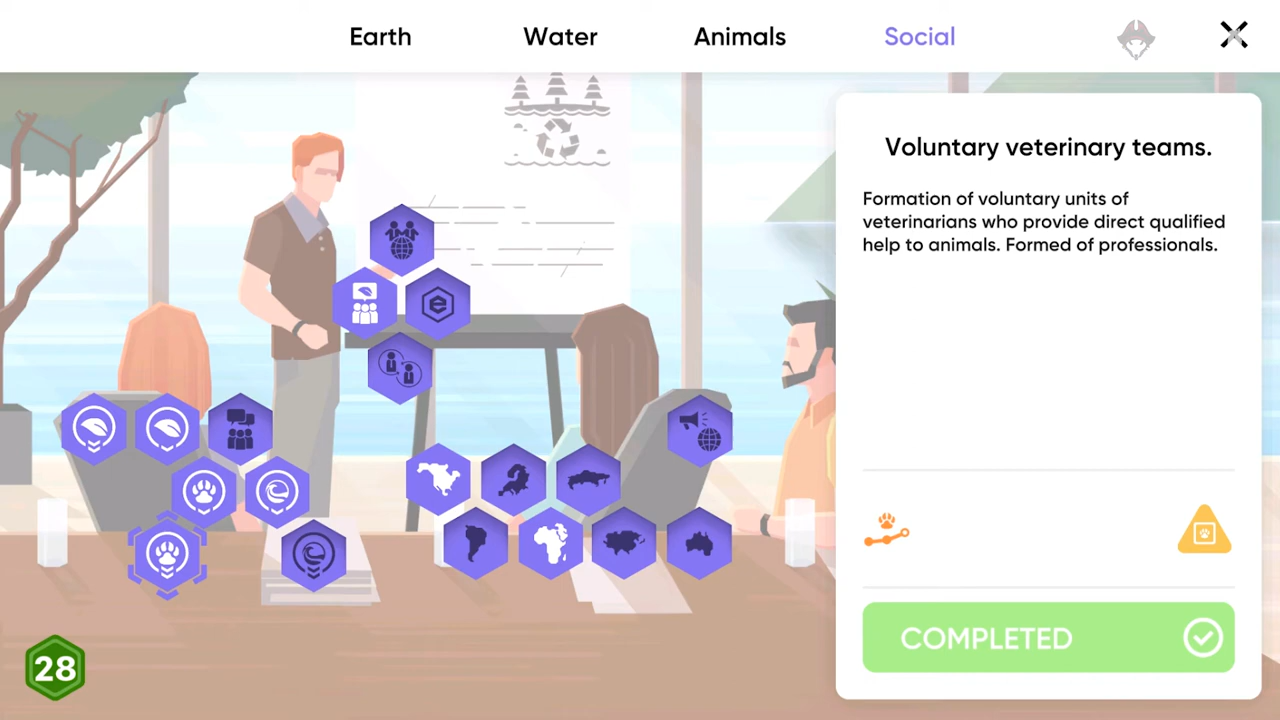 Earth
Water
Animals
Social
Voluntary veterinary teams.
Formation of voluntary units of
veterinarians who provide direct qualified
help to animals. Formed of professionals.
COMPLETED
28